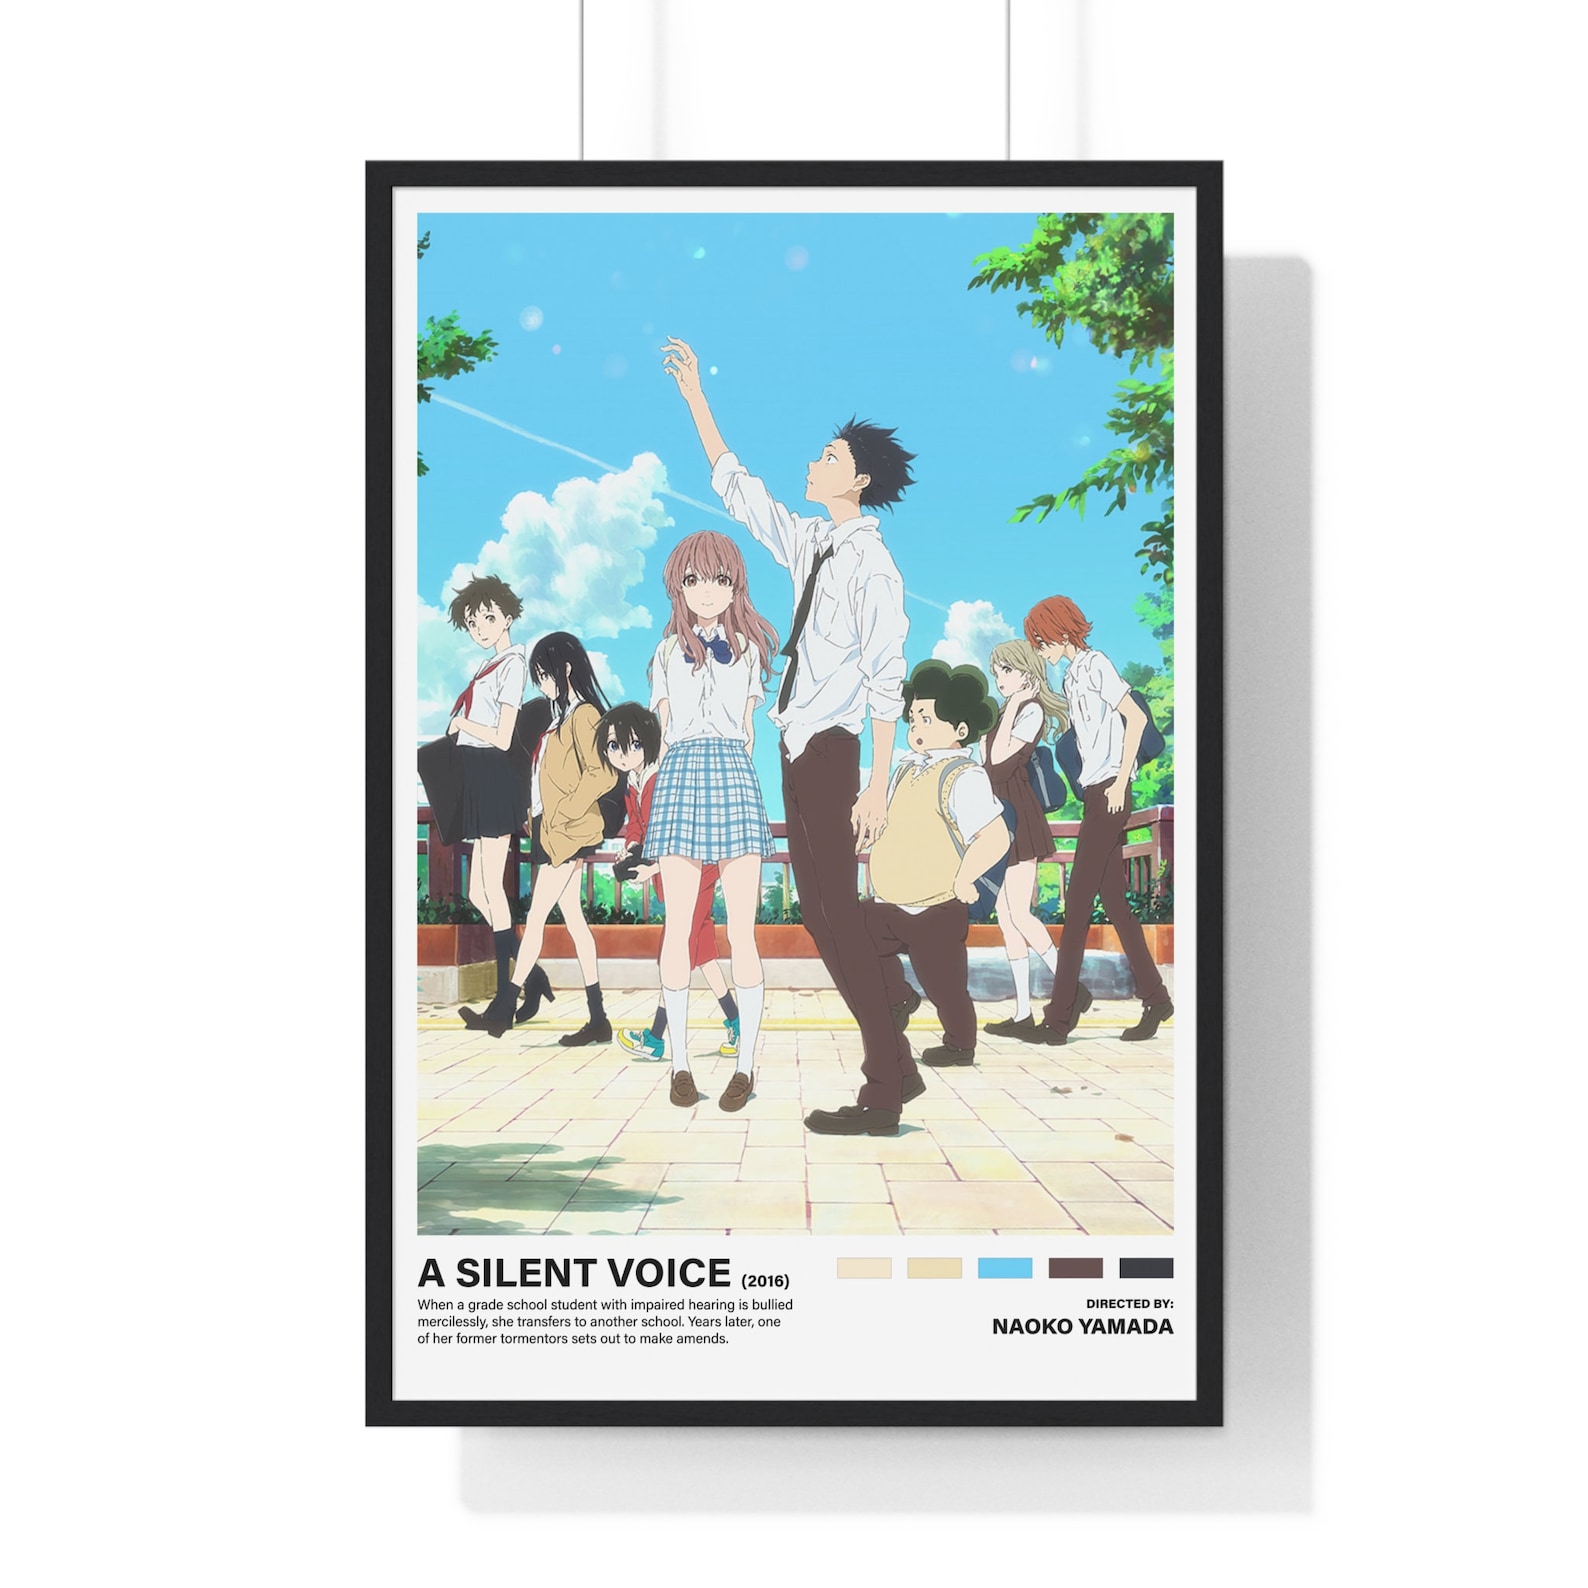 A SILENT VOICE (2016)
When a grade school student with impaired hearing is bullied
mercilessly, she transfers to another school. Years later, one
of her former tormentors sets out to make amends.
DIRECTED BY:
NAOKO YAMADA